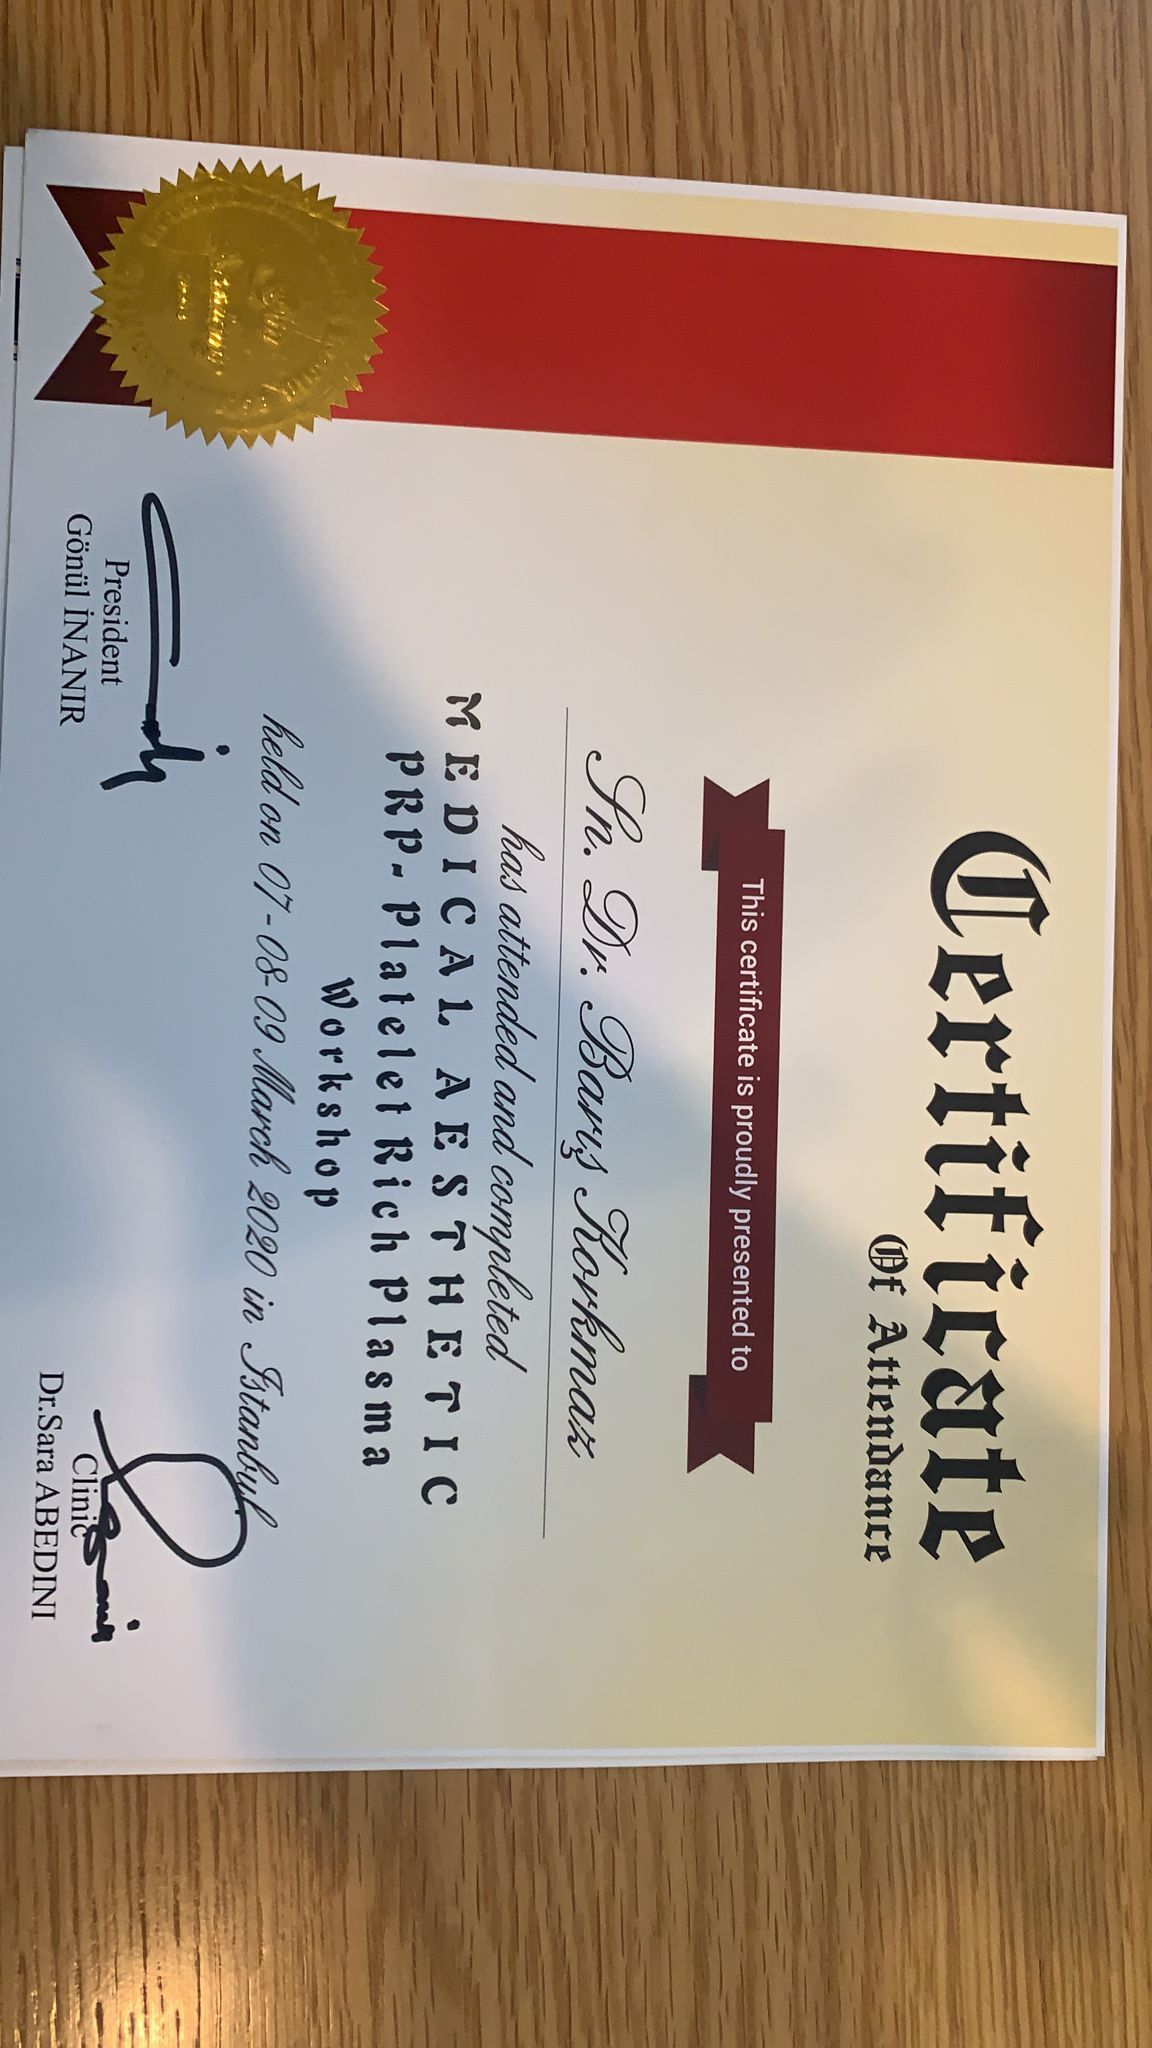 Certificate
Of Attendance
This certificate is proudly presented to
Sn. Dr. Barış Korkmaz
has attended and completed
MEDICAL AESTHETIC
PRP-Platelet Rich Plasma
Workshop
held on 07-08-09 March 2020 in İstanbul
President
Gönül İNANIR
Clinic
Dr.Sara ABEDINI